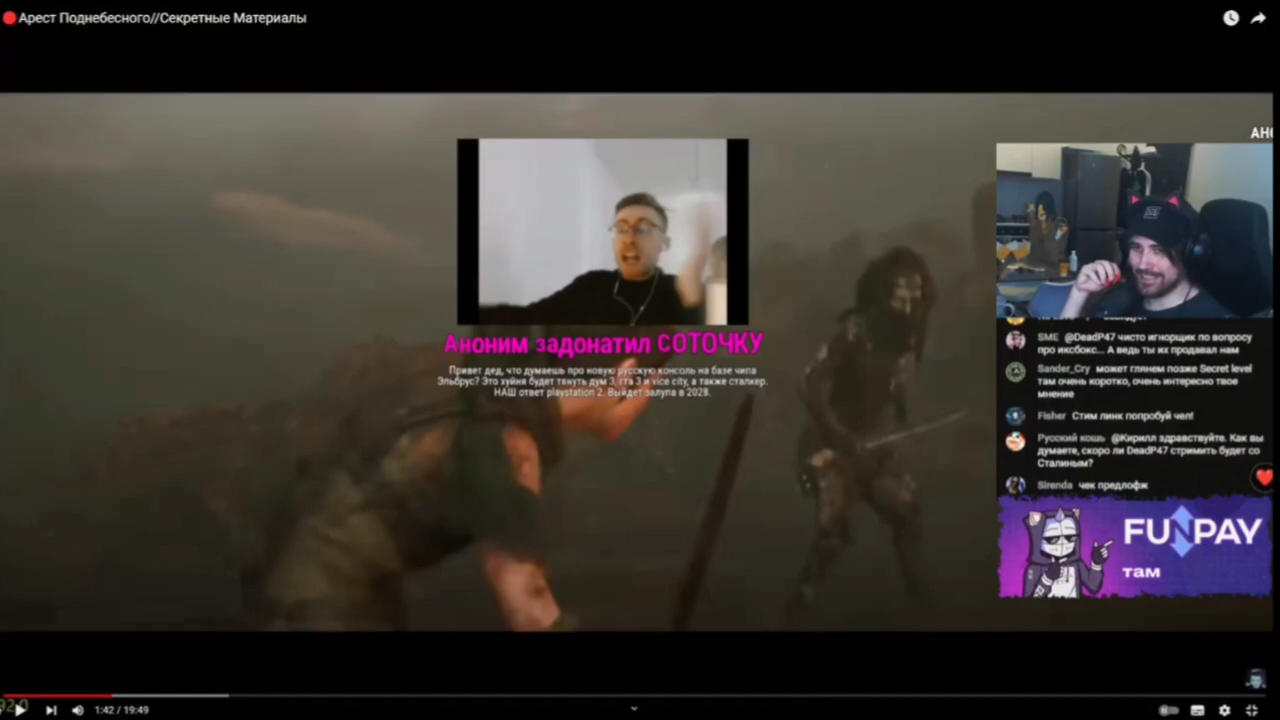 Арест Поднебесного//Секретные Материалы
Аноним задонатил СОТОЧКУ
Привет дед, что думаешь про новую русскую консоль на базе чипа
Эльбрус? Это хуйня будет тянуть дум 3, гта 3 и vice city, а также сталкер.
НАШ ответ playstation 2. Выйдет залупа в 2028.
АНО
SME @DeadP47 чисто игнорщик по вопросу
про иксбокс... А ведь ты их продавал нам
Sander_Cry может глянем позже Secret level
там очень коротко, очень интересно твое
мнение
Fisher Стим линк попробуй чел!
Русский кошь @Кирилл здравствуйте. Как вы
думаете, скоро ли DeadP47 стримить будет со
Сталиным?
Sirenda чек предлофж
FUNPAY
там
1:42 / 19:49